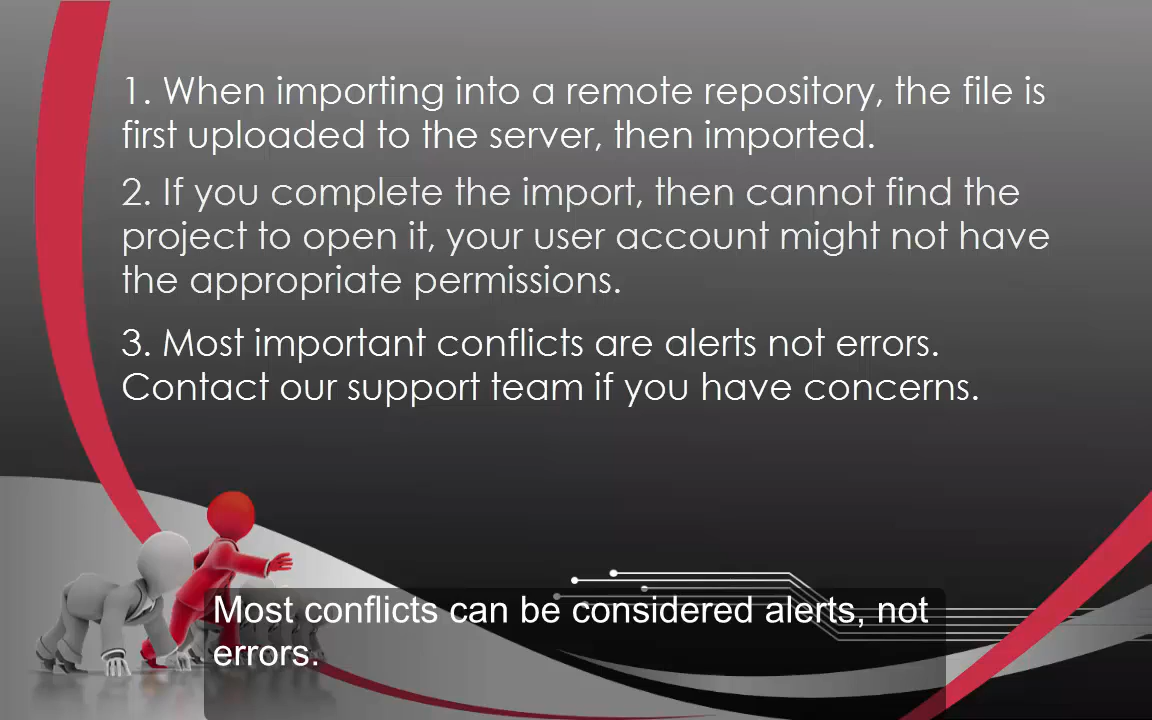 1. When importing into a remote repository, the file is
first uploaded to the server, then imported.
2. If you complete the import, then cannot find the
project to open it, your user account might not have
the appropriate permissions.
3. Most important conflicts are alerts not errors.
Contact our support team if you have concerns.
Most conflicts can be considered alerts, not
errors.